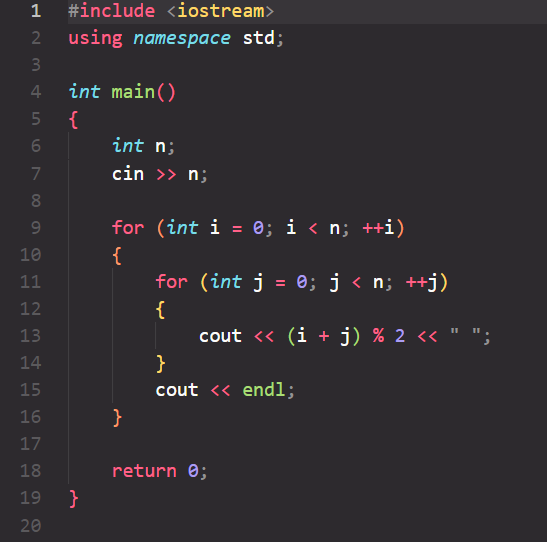 1 #include <iostream>
2 using namespace std;
3
4 int main()
5 {
6     int n;
7     cin >> n;
8
9     for (int i = 0; i < n; ++i)
10     {
11         for (int j = 0; j < n; ++j)
12         {
13             cout << (i + j) % 2 << " ";
14         }
15         cout << endl;
16     }
17
18     return 0;
19 }
20